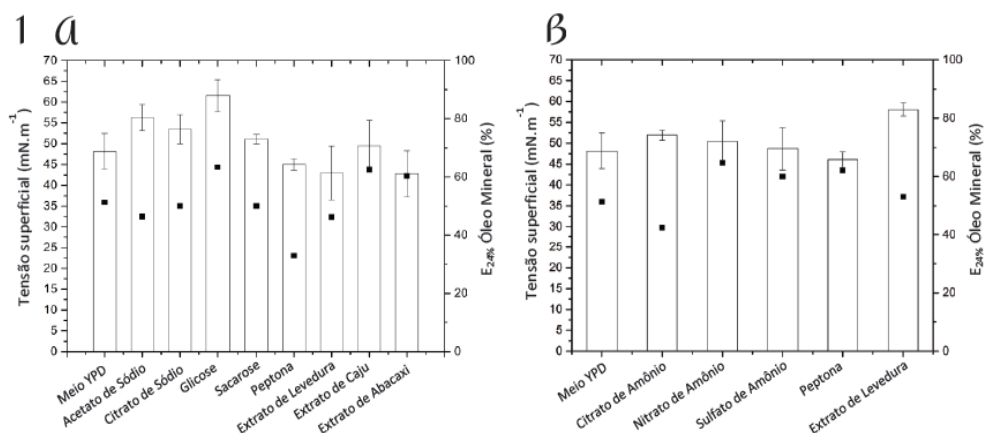 1 A
Tensão superficial (mN.m⁻¹)
70
65
60
55
50
45
40
35
30
25
20
15
10
5
0
100
80
60
40
20
0
E24% Óleo Mineral (%)
Meio YPD
Acetato de Sódio
Citrato de Sódio
Glicose
Sacarose
Peptona
Extrato de Levedura
Extrato de Caju
Extrato de Abacaxi
B
Tensão superficial (mN.m⁻¹)
70
65
60
55
50
45
40
35
30
25
20
15
10
5
0
100
80
60
40
20
0
E24% Óleo Mineral (%)
Meio YPD
Citrato de Amônio
Nitrato de Amônio
Sulfato de Amônio
Peptona
Extrato de Levedura